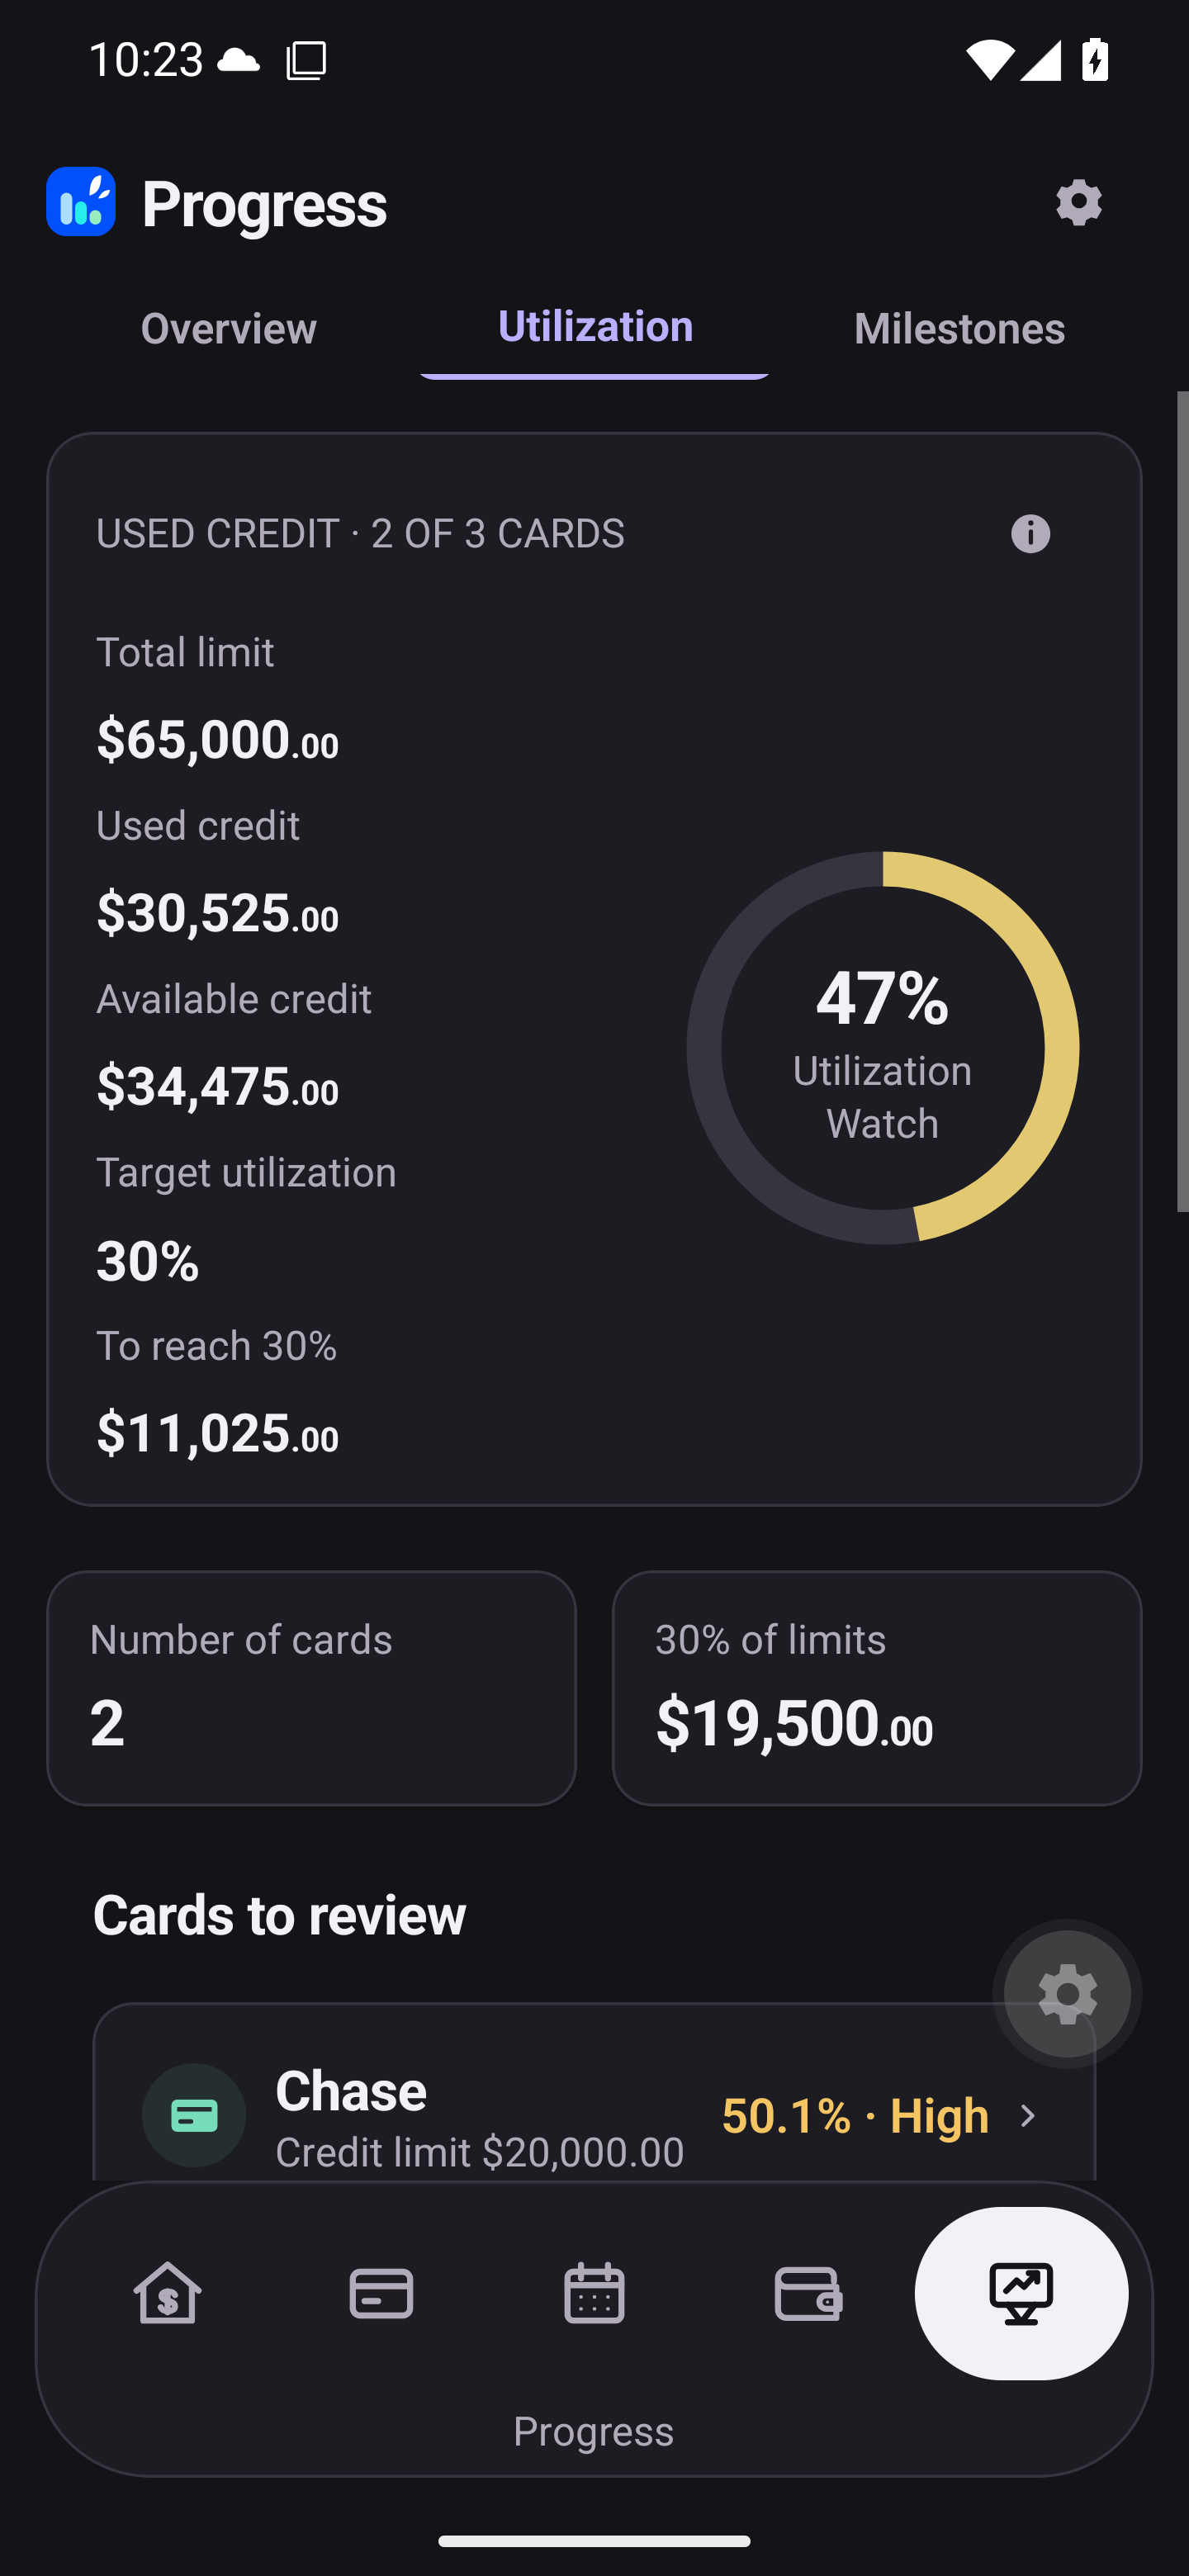 10:23
Progress
Overview Utilization Milestones
USED CREDIT · 2 OF 3 CARDS
Total limit
$65,000.00
Used credit
$30,525.00
Available credit
$34,475.00
Target utilization
30%
To reach 30%
$11,025.00
47%
Utilization
Watch
Number of cards
2
30% of limits
$19,500.00
Cards to review
Chase
Credit limit $20,000.00
50.1% · High
Progress